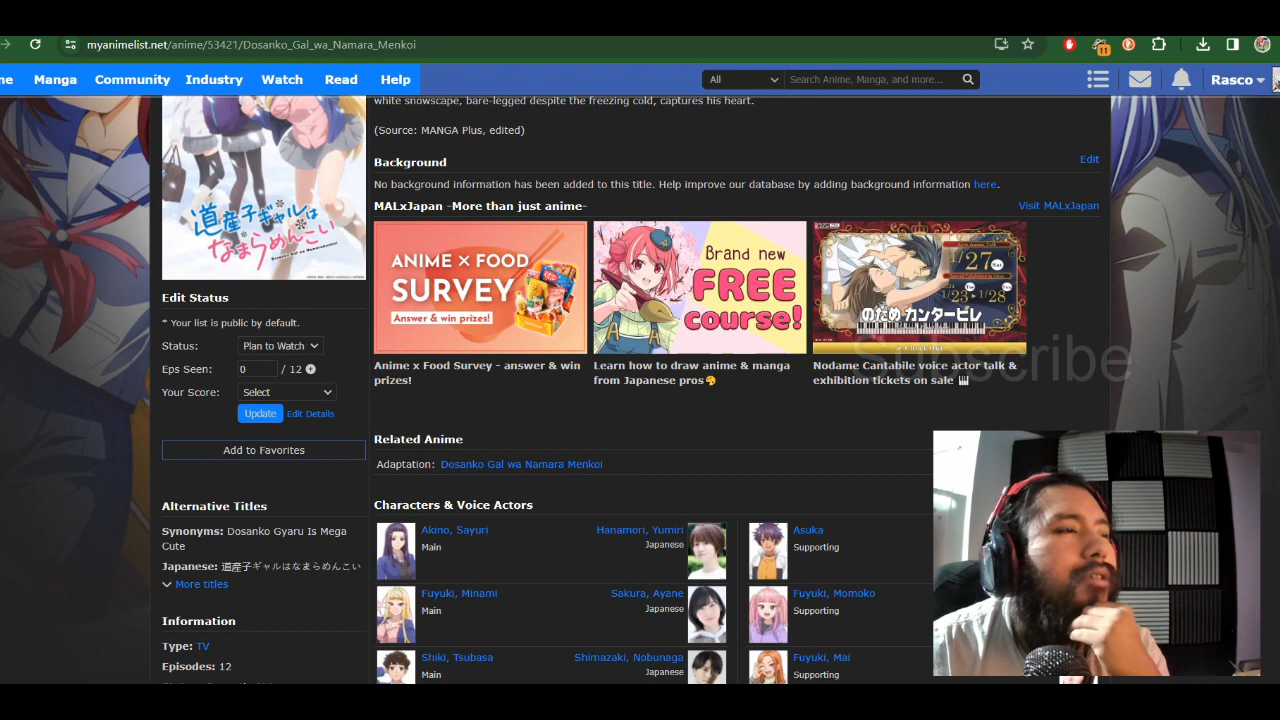 myanimelist.net/anime/53421/Dosanko_Gal_wa_Namara_Menkoi
11
ne Manga Community Industry Watch Read Help
All Search Anime, Manga, and more...
Rasco
white snowscape, bare-legged despite the freezing cold, captures his heart.
(Source: MANGA Plus, edited)
Background Edit
No background information has been added to this title. Help improve our database by adding background information here.
MALxJapan -More than just anime- Visit MALxJapan
ANIME × FOOD
SURVEY
Answer & win prizes!
Brand new
FREE
course!
1/27
1/23 1/28
のだめ カンタービレ
Check Out
Anime x Food Survey - answer & win
prizes!
Learn how to draw anime & manga
from Japanese pros
Nodame Cantabile voice actor talk &
exhibition tickets on sale
Subscribe
道産子ギャルは
なまらめんこい
Edit Status
* Your list is public by default.
Status: Plan to Watch
Eps Seen: 0 / 12
Your Score: Select
Update Edit Details
Add to Favorites
Alternative Titles
Synonyms: Dosanko Gyaru Is Mega
Cute
Japanese: 道産子ギャルはなまらめんこい
More titles
Information
Type: TV
Episodes: 12
Related Anime
Adaptation: Dosanko Gal wa Namara Menkoi
Characters & Voice Actors
Akino, Sayuri
Main
Hanamori, Yumiri
Japanese
Asuka
Supporting
Fuyuki, Minami
Main
Sakura, Ayane
Japanese
Fuyuki, Momoko
Supporting
Shiki, Tsubasa
Main
Shimazaki, Nobunaga
Japanese
Fuyuki, Mai
Supporting